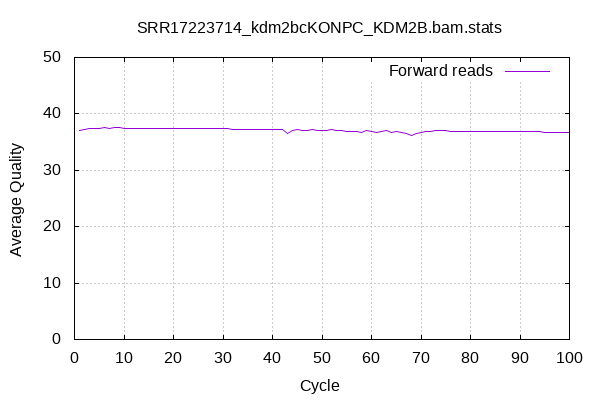 SRR17223714_kdm2bcKONPC_KDM2B.bam.stats
Forward reads
Average Quality
50
40
30
20
10
0
0 10 20 30 40 50 60 70 80 90 100
Cycle